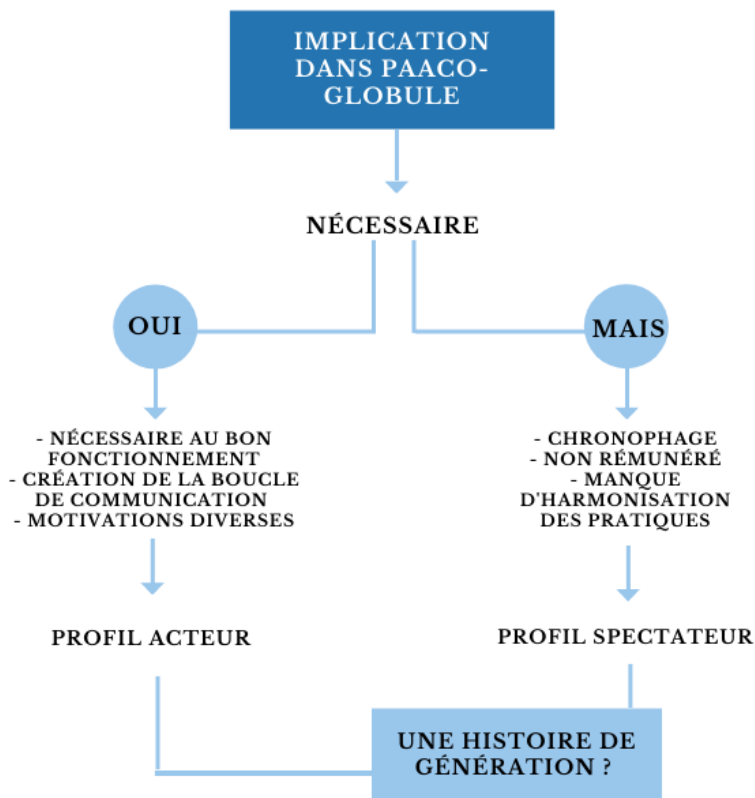 IMPLICATION
DANS PAACO-
GLOBULE
NÉCESSAIRE
OUI
MAIS
- NÉCESSAIRE AU BON
FONCTIONNEMENT
- CRÉATION DE LA BOUCLE
DE COMMUNICATION
- MOTIVATIONS DIVERSES
- CHRONOPHAGE
- NON RÉMUNÉRÉ
- MANQUE
D'HARMONISATION
DES PRATIQUES
PROFIL ACTEUR
PROFIL SPECTATEUR
UNE HISTOIRE DE
GÉNÉRATION ?